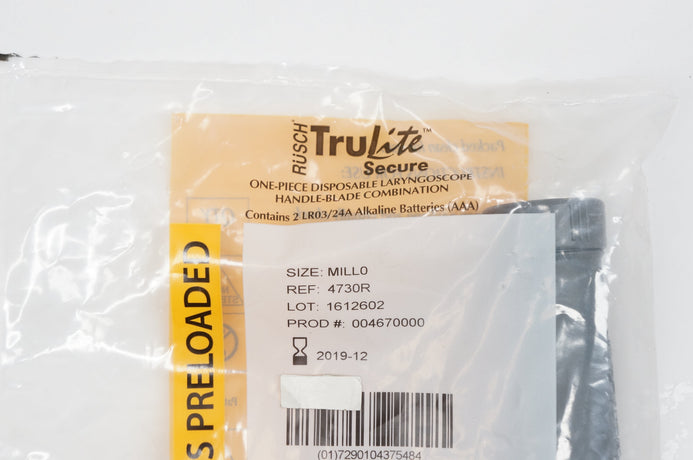 RÜSCH®
TruLite™
Secure
ONE-PIECE DISPOSABLE LARYNGOSCOPE
HANDLE-BLADE COMBINATION
Contains 2 LR03/24A Alkaline Batteries (AAA)
S PRELOADED
SIZE: MILL0
REF: 4730R
LOT: 1612602
PROD #: 004670000
2019-12
(01)7290104375484